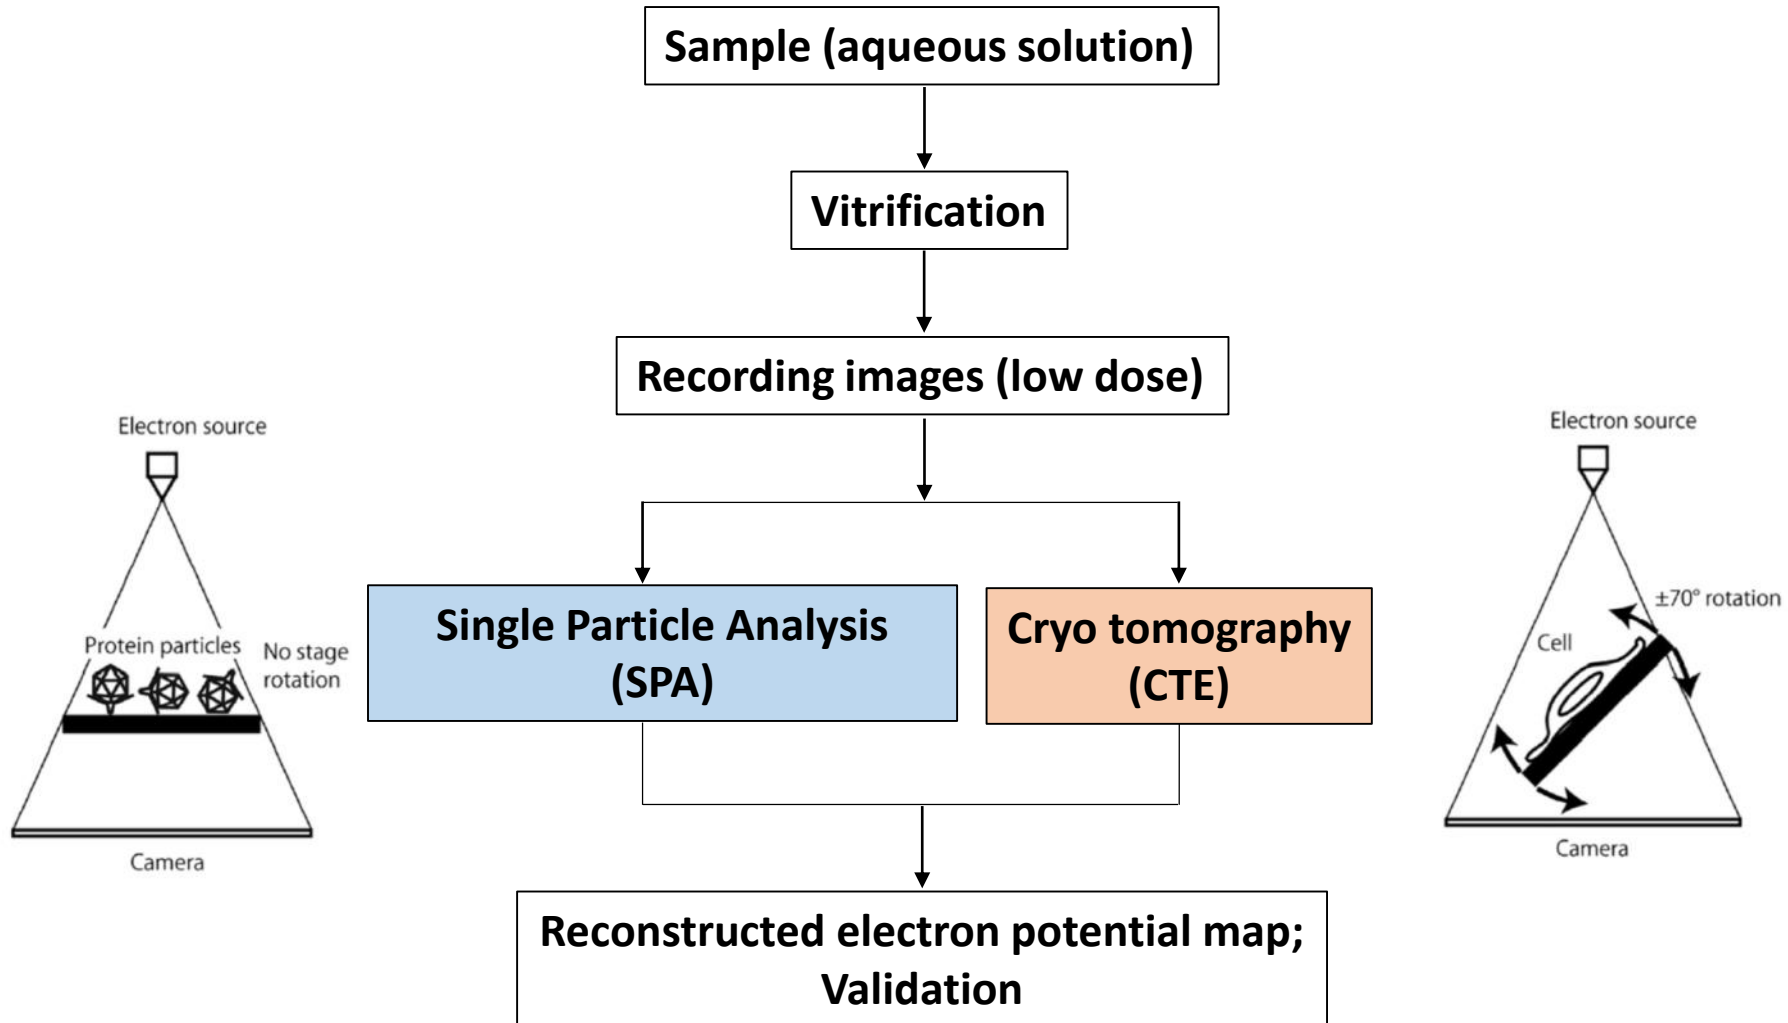 Sample (aqueous solution)
Vitrification
Recording images (low dose)
Electron source
Protein particles
No stage
rotation
Camera
Single Particle Analysis
(SPA)
Cryo tomography
(CTE)
Electron source
±70° rotation
Cell
Camera
Reconstructed electron potential map;
Validation